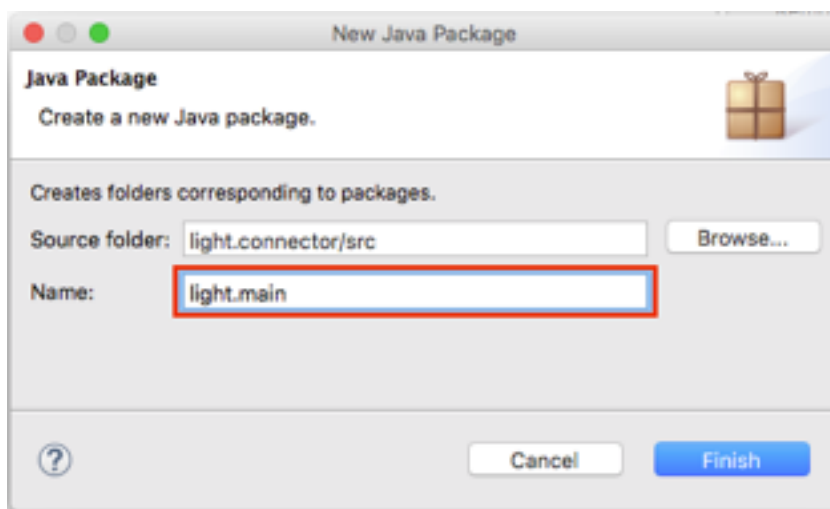 New Java Package
Java Package
Create a new Java package.
Creates folders corresponding to packages.
Source folder: light.connector/src Browse...
Name: light.main
? Cancel Finish